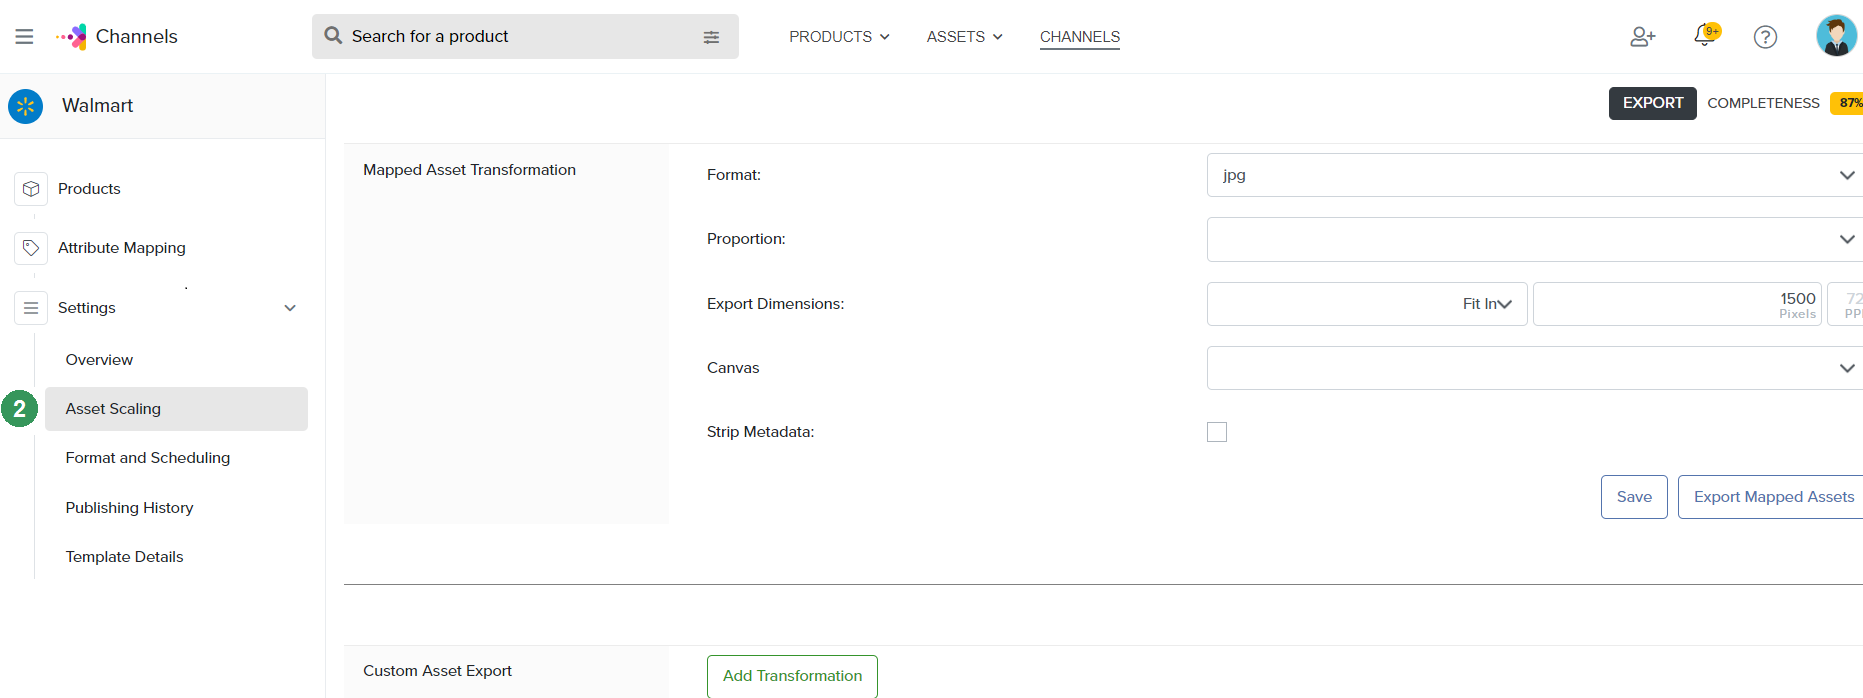 Channels
Search for a product
PRODUCTS
ASSETS
CHANNELS
9+
?
Walmart
EXPORT
COMPLETENESS
87%
Products
Attribute Mapping
.
Settings
Overview
2
Asset Scaling
Format and Scheduling
Publishing History
Template Details
Mapped Asset Transformation
Format:
jpg
Proportion:
Export Dimensions:
Fit In
1500
Pixels
72
PP
Canvas
Strip Metadata:
Save
Export Mapped Assets
Custom Asset Export
Add Transformation